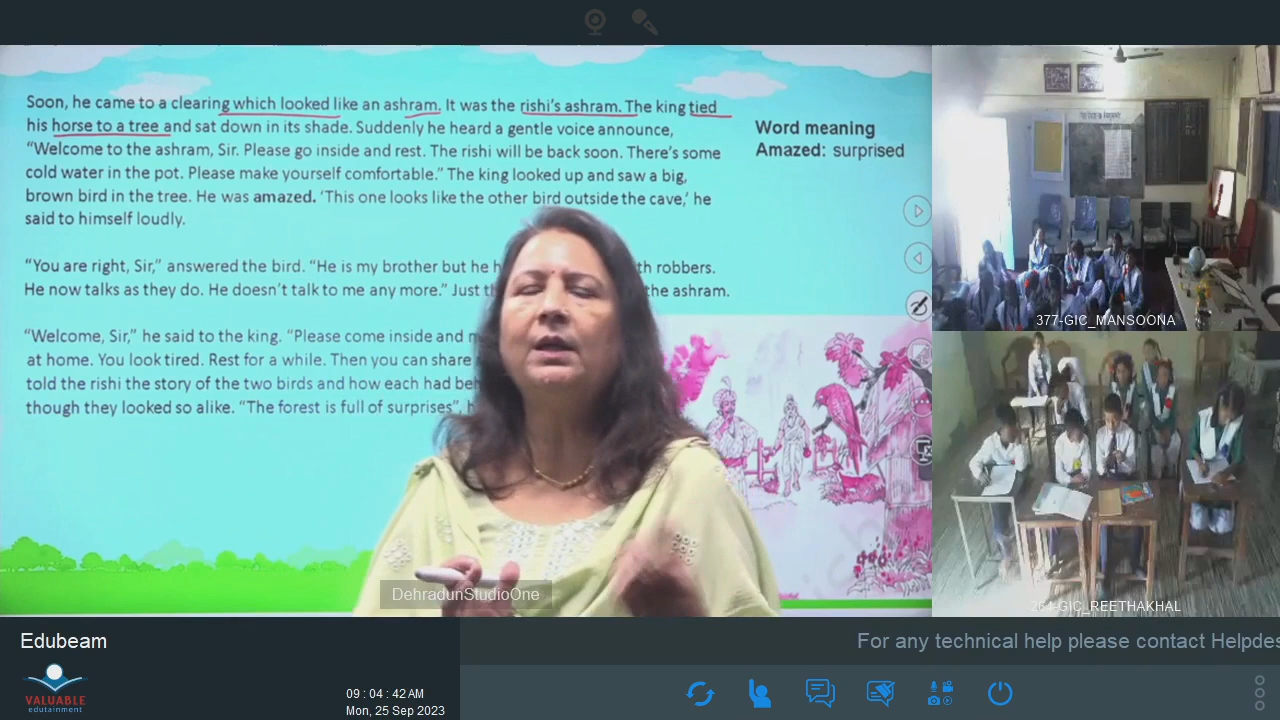 Soon, he came to a clearing which looked like an ashram. It was the rishi's ashram. The king tied
his horse to a tree and sat down in its shade. Suddenly he heard a gentle voice announce,
“Welcome to the ashram, Sir. Please go inside and rest. The rishi will be back soon. There's some
cold water in the pot. Please make yourself comfortable.” The king looked up and saw a big,
brown bird in the tree. He was amazed. ‘This one looks like the other bird outside the cave,’ he
said to himself loudly.
“You are right, Sir,” answered the bird. “He is my brother but he robbers.
He now talks as they do. He doesn't talk to me any more.” Just the ashram.
“Welcome, Sir,” he said to the king. “Please come inside and
at home. You look tired. Rest for a while. Then you can share
told the rishi the story of the two birds and how each had
though they looked so alike. “The forest is full of surprises”,
Word meaning
Amazed: surprised
377-GIC_MANSOONA
264-GIC_REETHAKHAL
DehradunStudioOne
Edubeam
For any technical help please contact
VALUABLE
edutainment
09 : 04 : 42 AM
Mon, 25 Sep 2023